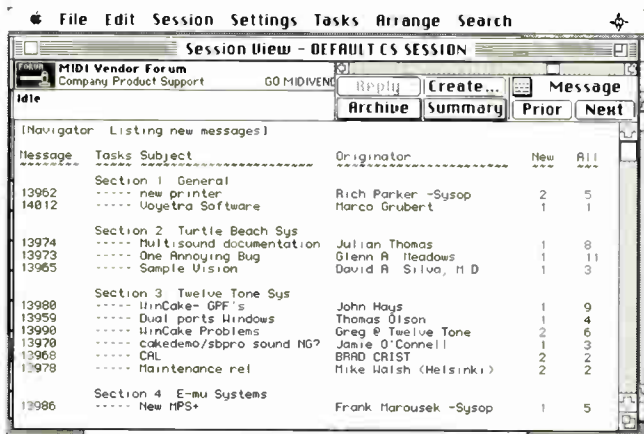 File Edit Session Settings Tasks Arrange Search
Session View - DEFAULT CS SESSION
FORUM MIDI Vendor Forum
Company Product Support GO MIDIVEN
Idle
Reply Create... Message
Archive Summary Prior Next
[Navigator Listing new messages]
Message Tasks Subject Originator New All
Section 1 General
13962 ----- new printer Rich Parker -Sysop 2 5
14012 ----- Voyetra Software Marco Grubert 1 1
Section 2 Turtle Beach Sys
13974 ----- Multisound documentation Julian Thomas 1 8
13973 ----- One Annoying Bug Glenn A Meadows 1 11
13965 ----- Sample Vision David A Silva, M D 1 3
Section 3 Twelve Tone Sys
13980 ----- WinCake- GPF's John Hays 1 9
13959 ----- Dual ports Windows Thomas Olson 1 4
13990 ----- WinCake Problems Greg @ Twelve Tone 2 6
13970 ----- cakedemo/sbpro sound NG? Jamie O'Connell 1 3
13968 ----- CAL BRAD CRIST 2 2
13978 ----- Maintenance rel Mike Walsh (Helsinki) 2 2
Section 4 E-mu Systems
13986 ----- New MPS+ Frank Marousek -Sysop 1 5